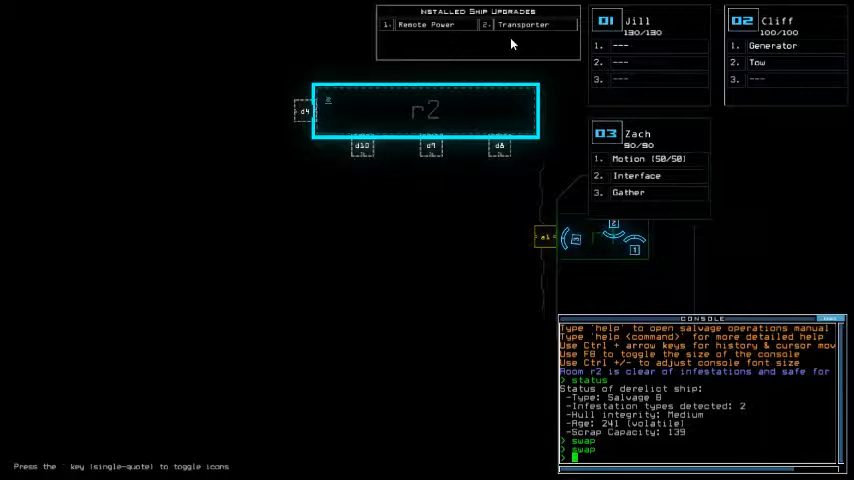 INSTALLED SHIP UPGRADES
1. Remote Power 2. Transporter
01 Jill
130/130
1. ---
2. ---
3. ---
02 Cliff
100/100
1. Generator
2. Tow
3. ---
03 Zach
90/90
1. Motion (50/50)
2. Interface
3. Gather
r2
d4
d10 d9 d8
a1
2
3
1
CONSOLE
Type 'help' to open salvage operations manual
Type 'help <command>' for more detailed help
Use Ctrl + arrow keys for history & cursor mov
Use F8 to toggle the size of the console
Use Ctrl +/- to adjust console font size
Room r2 is clear of infestations and safe for
> status
Status of derelict ship:
-Type: Salvage B
-Infestation types detected: 2
-Hull integrity: Medium
-Age: 241 (volatile)
-Scrap Capacity: 139
> swap
> swap
>
Press the ` key (single-quote) to toggle icons